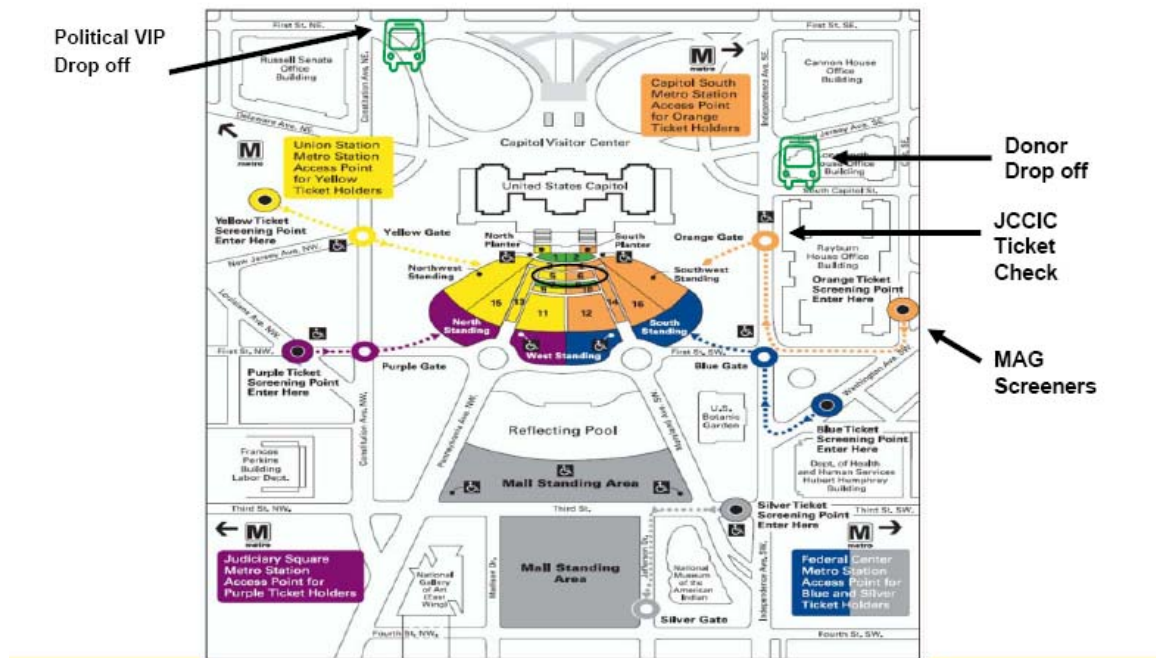 Political VIP
Drop off
First St. NE.
First St. SE.
Russell Senate
Office
Building
Constitution Ave. NE.
M
metro
Capitol South
Metro Station
Access Point
for Orange
Ticket Holders
Independence Ave. SE.
Cannon House
Office
Building
Delaware Ave. NE.
M
metro
Union Station
Metro Station
Access Point
for Yellow
Ticket Holders
Capitol Visitor Center
Jersey Ave. SE.
House Office
Building
Donor
Drop off
United States Capitol
South Capitol St.
Yellow Ticket
Screening Point
Enter Here
Yellow Gate
North
Planter
South
Planter
Orange Gate
JCCIC
Ticket
Check
New Jersey Ave. NW.
Northwest
Standing
Southwest
Standing
Rayburn
House Office
Building
Orange Ticket
Screening Point
Enter Here
5
6
15
13
11
12
14
16
Louisiana Ave. NW.
North
Standing
South
Standing
West Standing
First St. NW.
First St. SW.
Purple Ticket
Screening Point
Enter Here
Purple Gate
Blue Gate
Washington Ave. SW.
MAG
Screeners
Constitution Ave. NW.
Pennsylvania Ave. NW.
Maryland Ave. SW.
U.S.
Botanic
Garden
Reflecting Pool
Blue Ticket
Screening Point
Enter Here
Frances
Perkins
Building
Labor Dept.
Dept. of Health
and Human Services
Hubert Humphrey
Building
Mall Standing Area
Third St. NW.
Third St.
Silver Ticket
Screening Point
Enter Here
Third St. SW.
M
metro
Judiciary Square
Metro Station
Access Point for
Purple Ticket Holders
National
Gallery
of Art
(East
Wing)
Madison Dr.
Mall Standing
Area
Jefferson Dr.
National
Museum
of the
American
Indian
Independence Ave. SW.
M
metro
Federal Center
Metro Station
Access Point for
Blue and Silver
Ticket Holders
Silver Gate
Fourth St. NW.
Fourth St. SW.